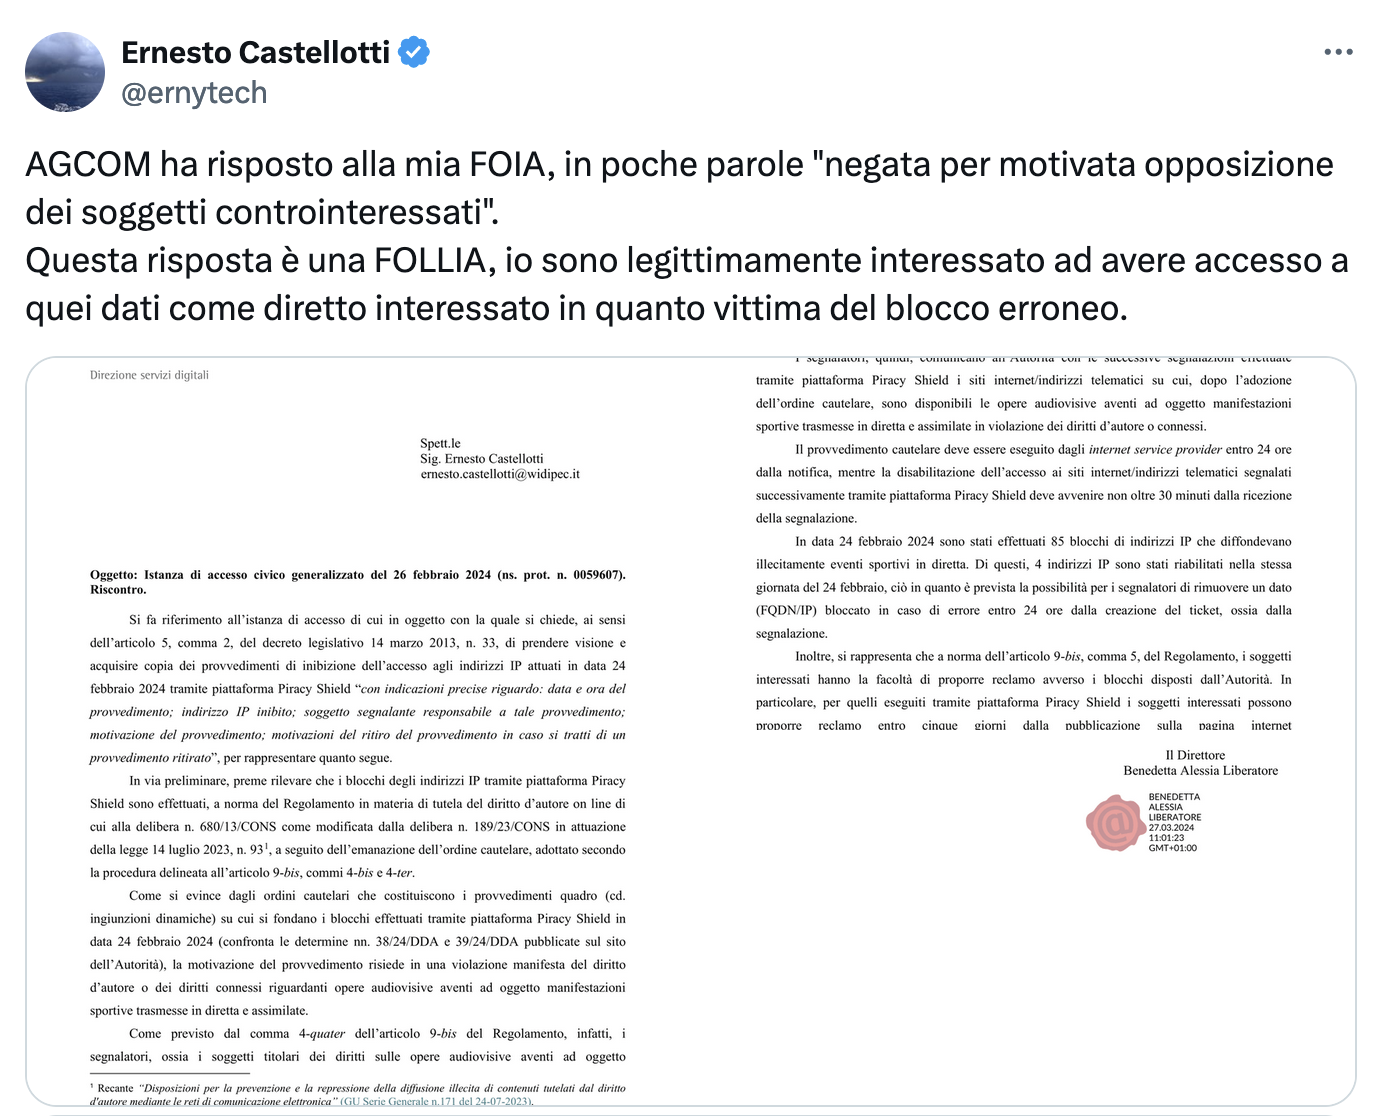 Ernesto Castellotti
@ernytech
AGCOM ha risposto alla mia FOIA, in poche parole "negata per motivata opposizione
dei soggetti controinteressati".
Questa risposta è una FOLLIA, io sono legittimamente interessato ad avere accesso a
quei dati come diretto interessato in quanto vittima del blocco erroneo.
Direzione servizi digitali
Spett.le
Sig. Ernesto Castellotti
ernesto.castellotti@widipec.it
Oggetto: Istanza di accesso civico generalizzato del 26 febbraio 2024 (ns. prot. n. 0059607).
Riscontro.
Si fa riferimento all'istanza di accesso di cui in oggetto con la quale si chiede, ai sensi
dell'articolo 5, comma 2, del decreto legislativo 14 marzo 2013, n. 33, di prendere visione e
acquisire copia dei provvedimenti di inibizione dell'accesso agli indirizzi IP attuati in data 24
febbraio 2024 tramite piattaforma Piracy Shield “con indicazioni precise riguardo: data e ora del
provvedimento; indirizzo IP inibito; soggetto segnalante responsabile a tale provvedimento;
motivazione del provvedimento; motivazioni del ritiro del provvedimento in caso si tratti di un
provvedimento ritirato”, per rappresentare quanto segue.
In via preliminare, preme rilevare che i blocchi degli indirizzi IP tramite piattaforma Piracy
Shield sono effettuati, a norma del Regolamento in materia di tutela del diritto d'autore on line di
cui alla delibera n. 680/13/CONS come modificata dalla delibera n. 189/23/CONS in attuazione
della legge 14 luglio 2023, n. 93¹, a seguito dell'emanazione dell'ordine cautelare, adottato secondo
la procedura delineata all'articolo 9-bis, commi 4-bis e 4-ter.
Come si evince dagli ordini cautelari che costituiscono i provvedimenti quadro (cd.
ingiunzioni dinamiche) su cui si fondano i blocchi effettuati tramite piattaforma Piracy Shield in
data 24 febbraio 2024 (confronta le determine nn. 38/24/DDA e 39/24/DDA pubblicate sul sito
dell'Autorità), la motivazione del provvedimento risiede in una violazione manifesta del diritto
d'autore o dei diritti connessi riguardanti opere audiovisive aventi ad oggetto manifestazioni
sportive trasmesse in diretta e assimilate.
Come previsto dal comma 4-quater dell'articolo 9-bis del Regolamento, infatti, i
segnalatori, ossia i soggetti titolari dei diritti sulle opere audiovisive aventi ad oggetto
¹ Recante “Disposizioni per la prevenzione e la repressione della diffusione illecita di contenuti tutelati dal diritto
d'autore mediante le reti di comunicazione elettronica” (GU Serie Generale n.171 del 24-07-2023).
I segnalatori, quindi, comunicano all'Autorità con le successive segnalazioni effettuate
tramite piattaforma Piracy Shield i siti internet/indirizzi telematici su cui, dopo l'adozione
dell'ordine cautelare, sono disponibili le opere audiovisive aventi ad oggetto manifestazioni
sportive trasmesse in diretta e assimilate in violazione dei diritti d'autore o connessi.
Il provvedimento cautelare deve essere eseguito dagli internet service provider entro 24 ore
dalla notifica, mentre la disabilitazione dell'accesso ai siti internet/indirizzi telematici segnalati
successivamente tramite piattaforma Piracy Shield deve avvenire non oltre 30 minuti dalla ricezione
della segnalazione.
In data 24 febbraio 2024 sono stati effettuati 85 blocchi di indirizzi IP che diffondevano
illecitamente eventi sportivi in diretta. Di questi, 4 indirizzi IP sono stati riabilitati nella stessa
giornata del 24 febbraio, ciò in quanto è prevista la possibilità per i segnalatori di rimuovere un dato
(FQDN/IP) bloccato in caso di errore entro 24 ore dalla creazione del ticket, ossia dalla
segnalazione.
Inoltre, si rappresenta che a norma dell'articolo 9-bis, comma 5, del Regolamento, i soggetti
interessati hanno la facoltà di proporre reclamo avverso i blocchi disposti dall'Autorità. In
particolare, per quelli eseguiti tramite piattaforma Piracy Shield i soggetti interessati possono
proporre reclamo entro cinque giorni dalla pubblicazione sulla pagina internet
Il Direttore
Benedetta Alessia Liberatore
BENEDETTA
ALESSIA
LIBERATORE
27.03.2024
11:01:23
GMT+01:00